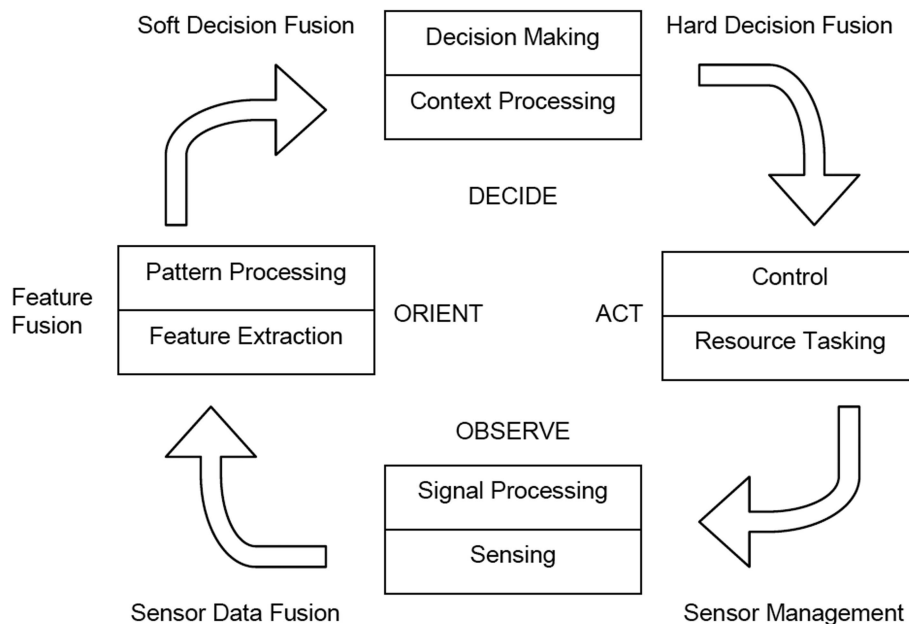 Soft Decision Fusion
Decision Making
Hard Decision Fusion
Context Processing
DECIDE
Pattern Processing
Control
Feature
Fusion
ORIENT
ACT
Feature Extraction
Resource Tasking
OBSERVE
Signal Processing
Sensing
Sensor Data Fusion
Sensor Management